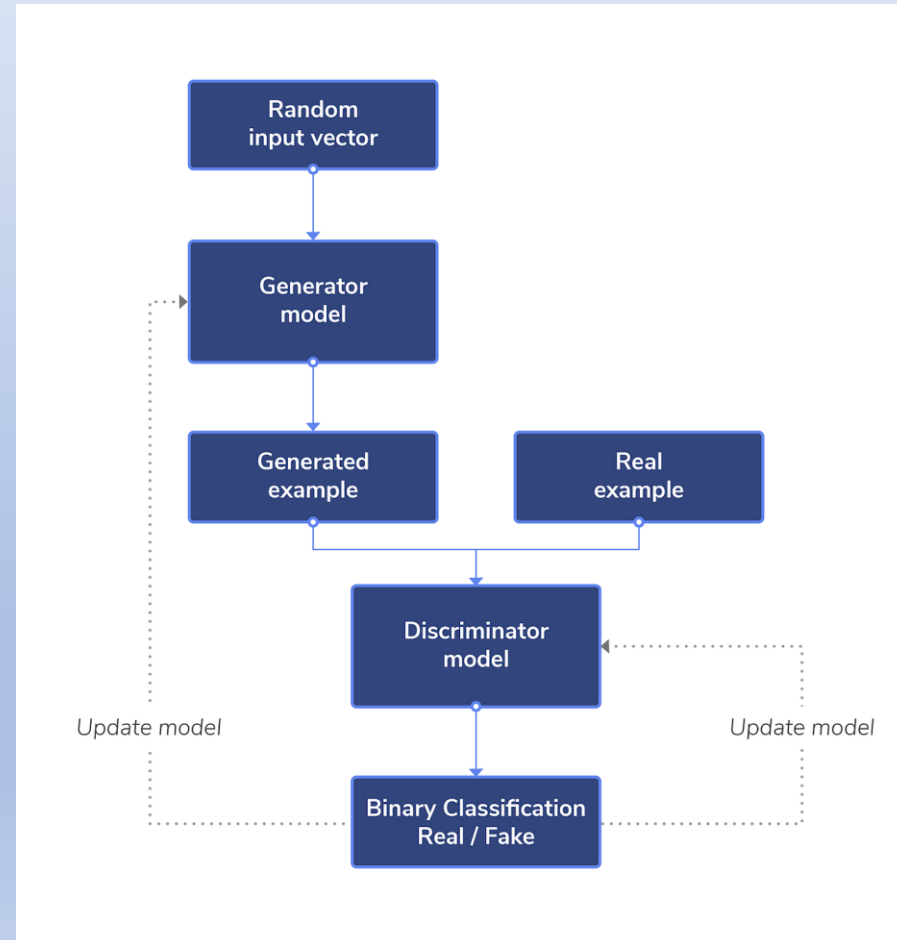 Random
input vector
Generator
model
Generated
example
Real
example
Discriminator
model
Update model
Update model
Binary Classification
Real / Fake